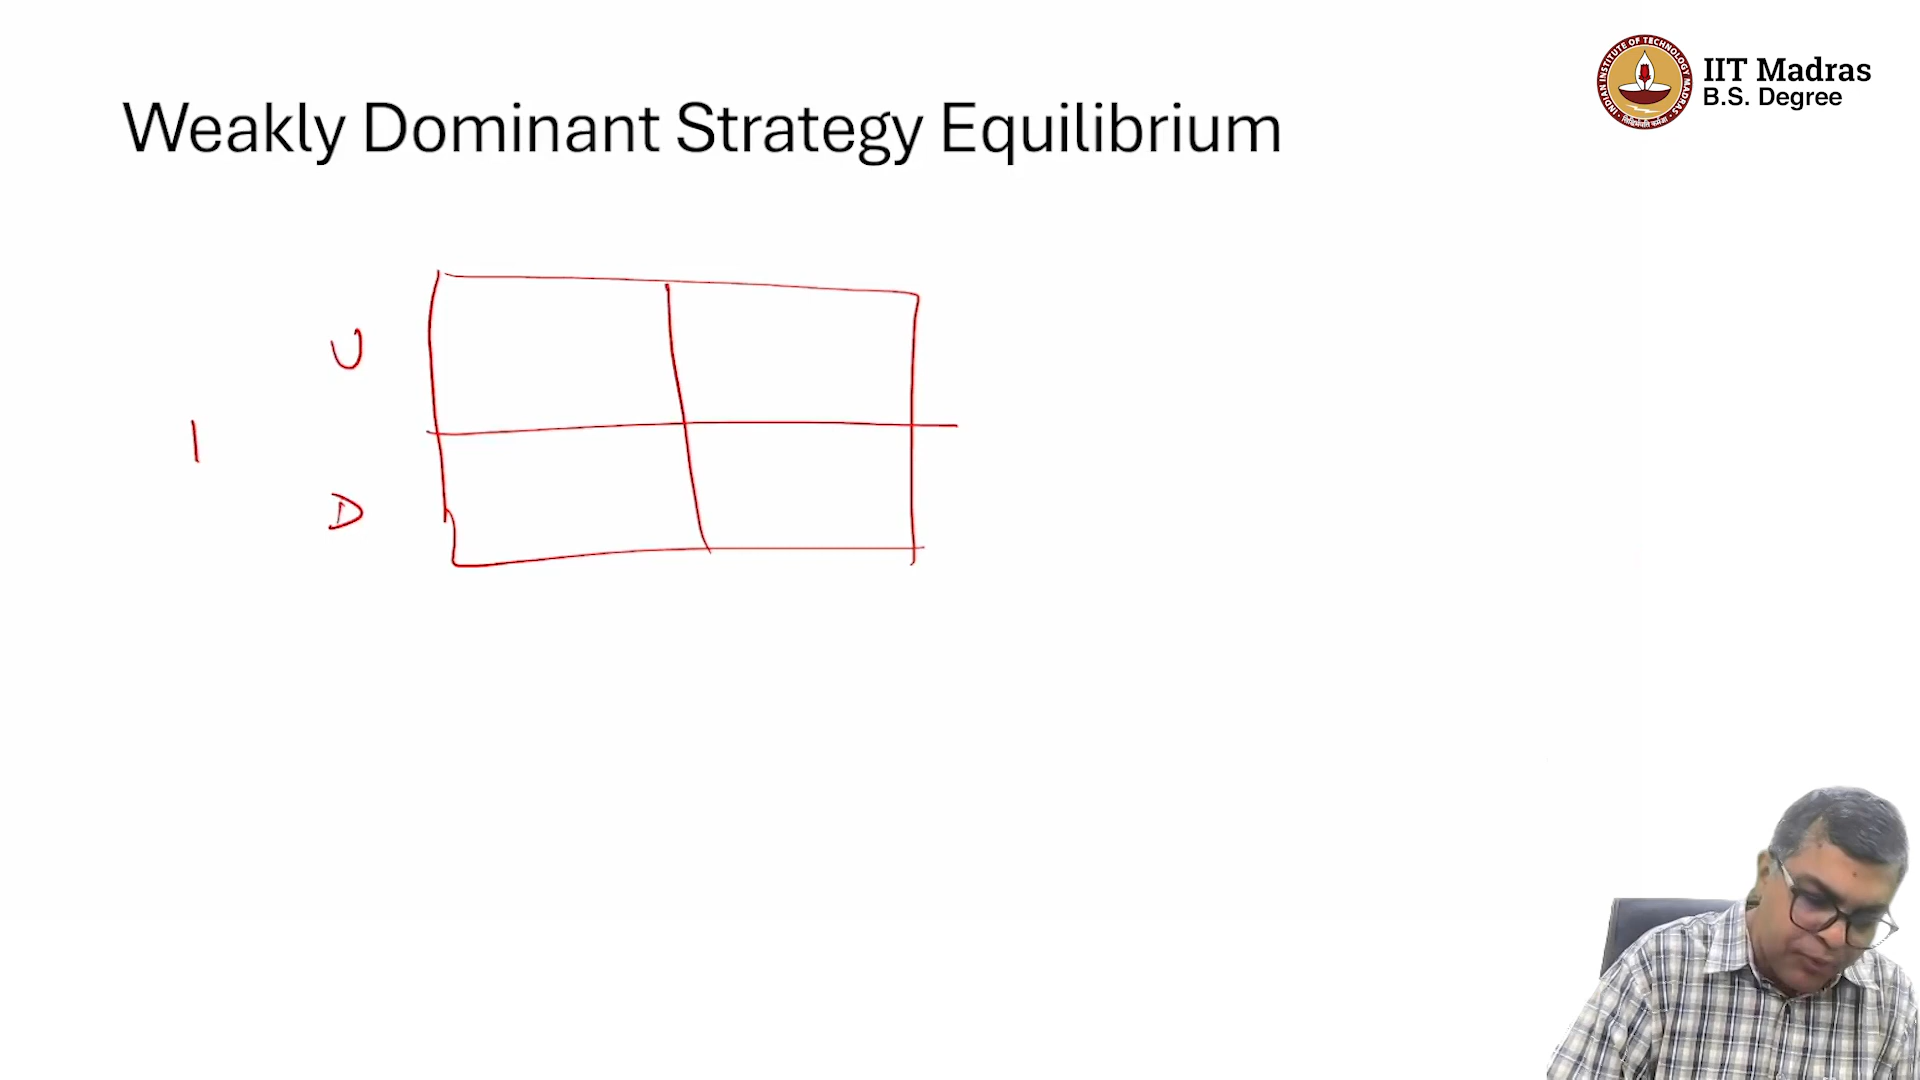 IIT Madras
B.S. Degree
Weakly Dominant Strategy Equilibrium
U
1
D